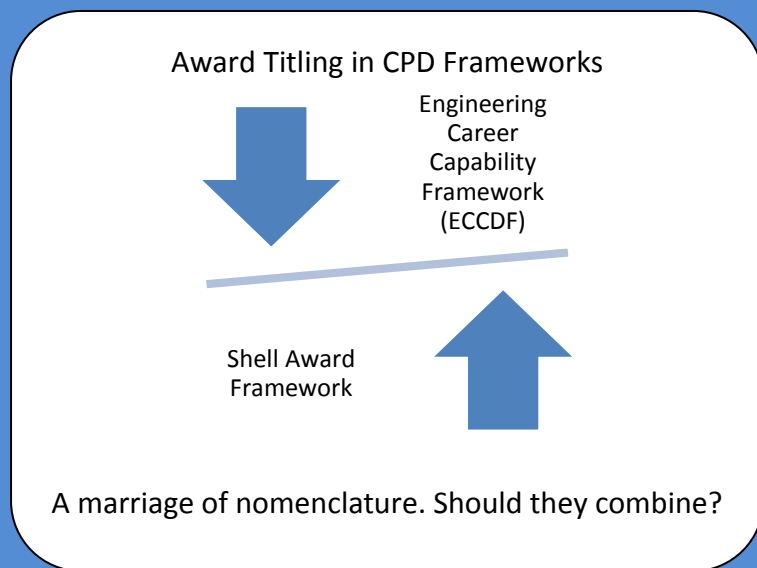 Award Titling in CPD Frameworks
Engineering
Career
Capability
Framework
(ECCDF)
Shell Award
Framework
A marriage of nomenclature. Should they combine?